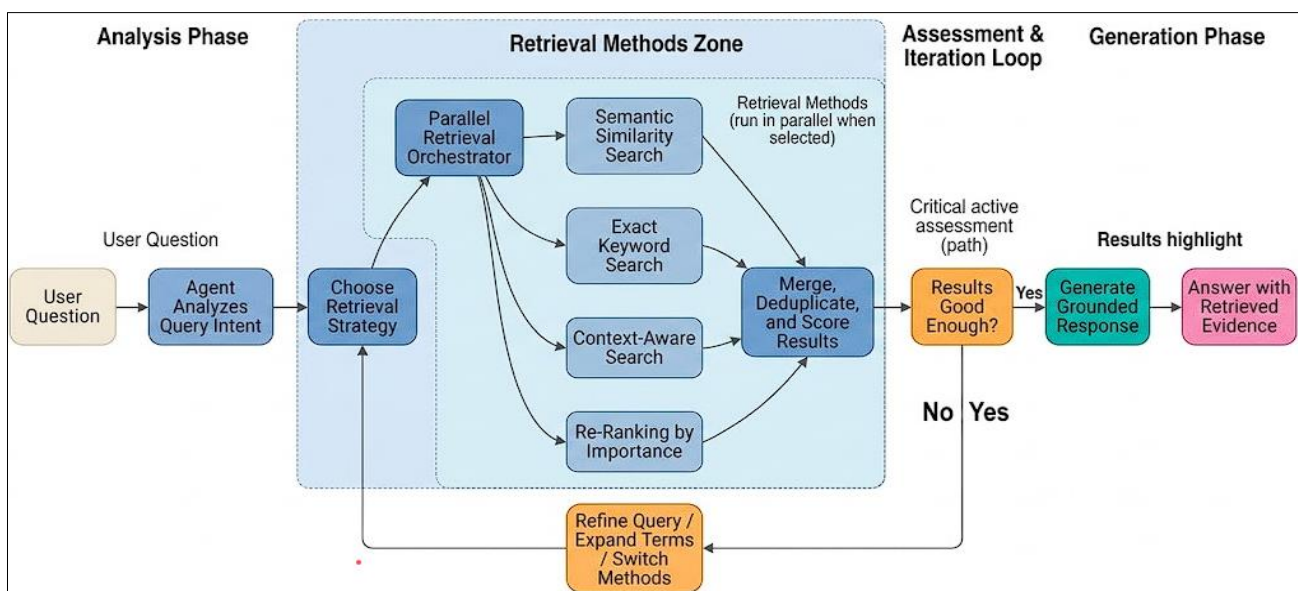 Analysis Phase
Retrieval Methods Zone
Assessment &
Iteration Loop
Generation Phase
Parallel
Retrieval
Orchestrator
Semantic
Similarity
Search
Retrieval Methods
(run in parallel when
selected)
Exact
Keyword
Search
Critical active
assessment
(path)
User Question
Results highlight
User
Question
Agent
Analyzes
Query Intent
Choose
Retrieval
Strategy
Merge,
Deduplicate,
and Score
Results
Results
Good
Enough?
Yes
Generate
Grounded
Response
Answer with
Retrieved
Evidence
Context-Aware
Search
Re-Ranking by
Importance
No Yes
Refine Query /
Expand Terms
/ Switch
Methods